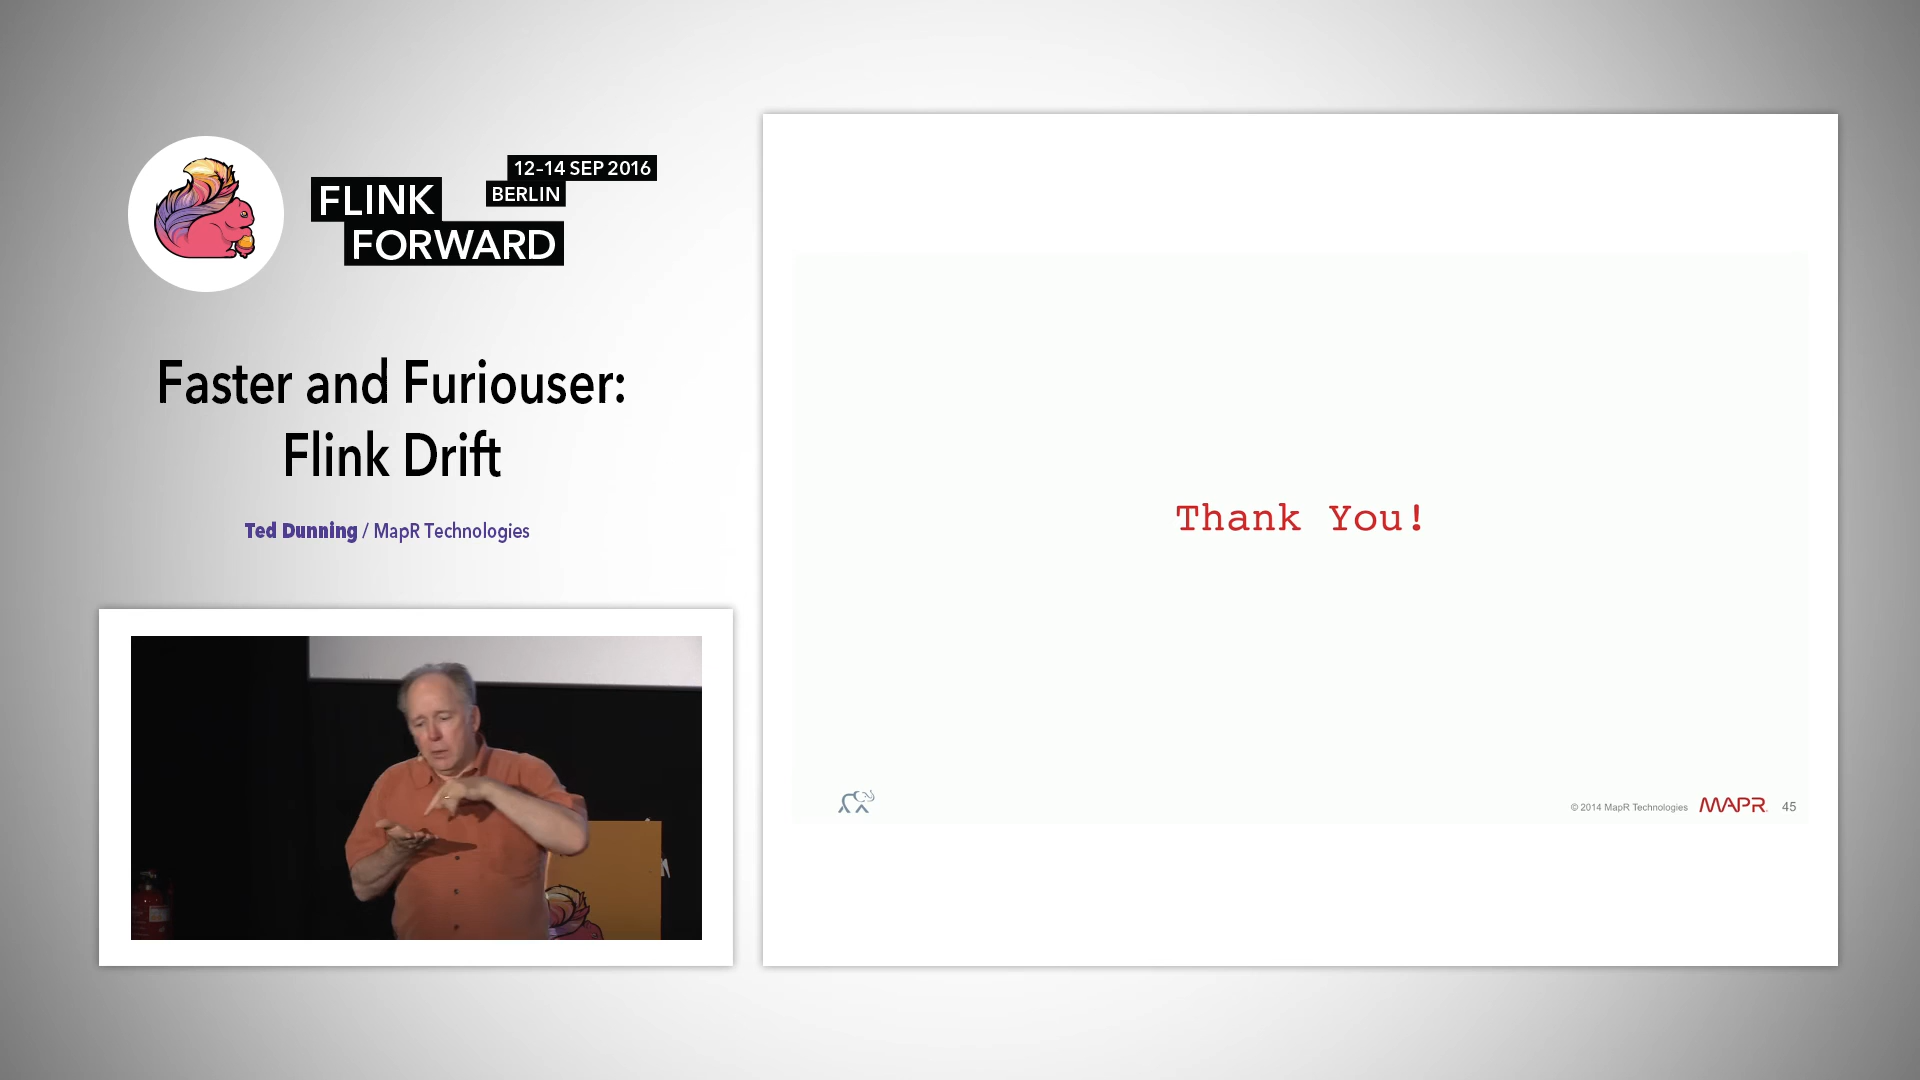 12-14 SEP 2016
BERLIN
FLINK
FORWARD
Faster and Furiouser:
Flink Drift
Ted Dunning / MapR Technologies
Thank You!
© 2014 MapR Technologies MAPR 45